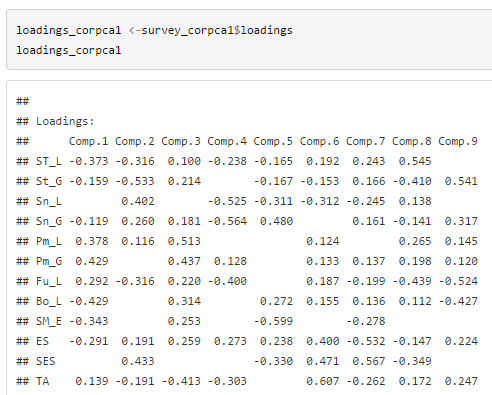 loadings_corpca1 <-survey_corpca1$loadings
loadings_corpca1
##
## Loadings:
##      Comp.1 Comp.2 Comp.3 Comp.4 Comp.5 Comp.6 Comp.7 Comp.8 Comp.9
## ST_L -0.373 -0.316  0.100 -0.238 -0.165  0.192  0.243  0.545
## St_G -0.159 -0.533  0.214        -0.167 -0.153  0.166 -0.410  0.541
## Sn_L         0.402        -0.525 -0.311 -0.312 -0.245  0.138
## Sn_G -0.119  0.260  0.181 -0.564  0.480         0.161 -0.141  0.317
## Pm_L  0.378  0.116  0.513                0.124         0.265  0.145
## Pm_G  0.429         0.437  0.128         0.133  0.137  0.198  0.120
## Fu_L  0.292 -0.316  0.220 -0.400         0.187 -0.199 -0.439 -0.524
## Bo_L -0.429         0.314         0.272  0.155  0.136  0.112 -0.427
## SM_E -0.343         0.253        -0.599        -0.278
## ES   -0.291  0.191  0.259  0.273  0.238  0.400 -0.532 -0.147  0.224
## SES          0.433               -0.330  0.471  0.567 -0.349
## TA    0.139 -0.191 -0.413 -0.303         0.607 -0.262  0.172  0.247